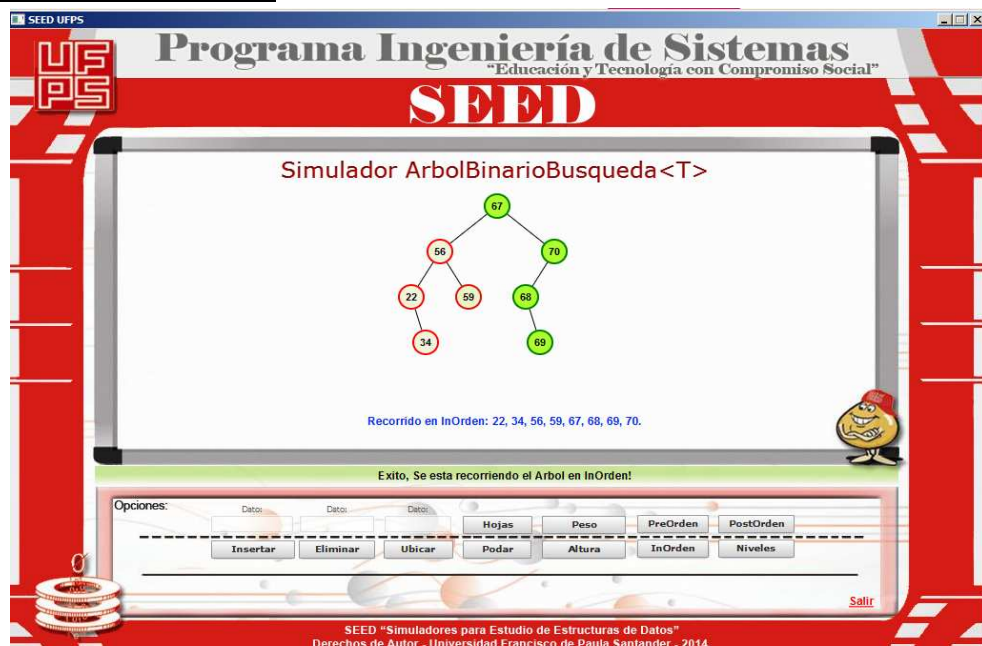 SEED UFPS
UFPS
Programa Ingeniería de Sistemas
“Educación y Tecnología con Compromiso Social”
SEED
Simulador ArbolBinarioBusqueda<T>
67
56 70
22 59 68
34 69
Recorrido en InOrden: 22, 34, 56, 59, 67, 68, 69, 70.
Exito, Se esta recorriendo el Arbol en InOrden!
Opciones:
Dato: Dato: Dato:
Hojas Peso PreOrden PostOrden
Insertar Eliminar Ubicar Podar Altura InOrden Niveles
Salir
SEED “Simuladores para Estudio de Estructuras de Datos”
Derechos de Autor - Universidad Francisco de Paula Santander - 2014